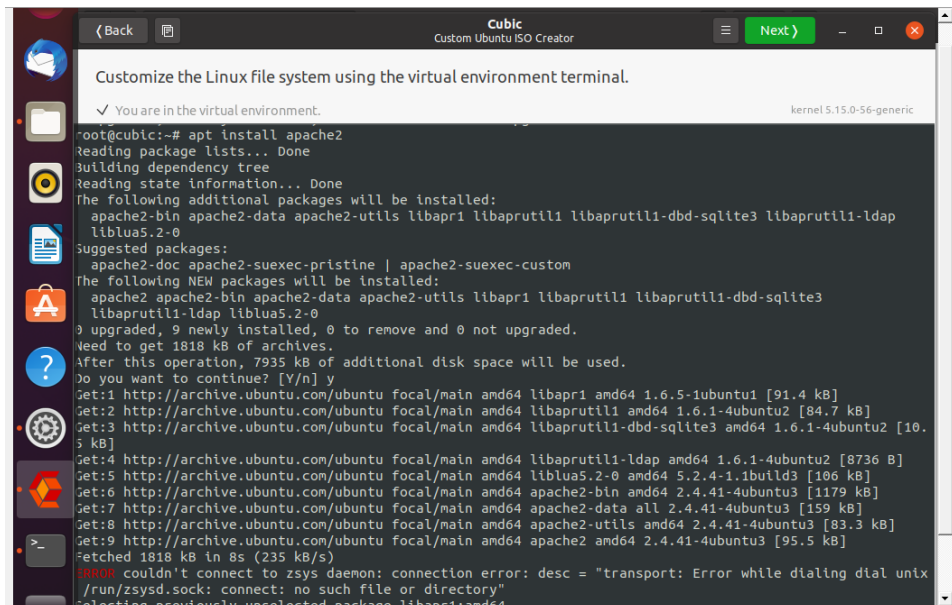 Back
Cubic
Custom Ubuntu ISO Creator
Next
Customize the Linux file system using the virtual environment terminal.
You are in the virtual environment.
kernel 5.15.0-56-generic
root@cubic:~# apt install apache2
Reading package lists... Done
Building dependency tree
Reading state information... Done
The following additional packages will be installed:
apache2-bin apache2-data apache2-utils libapr1 libaprutil1 libaprutil1-dbd-sqlite3 libaprutil1-ldap
liblua5.2-0
Suggested packages:
apache2-doc apache2-suexec-pristine | apache2-suexec-custom
The following NEW packages will be installed:
apache2 apache2-bin apache2-data apache2-utils libapr1 libaprutil1 libaprutil1-dbd-sqlite3
libaprutil1-ldap liblua5.2-0
0 upgraded, 9 newly installed, 0 to remove and 0 not upgraded.
Need to get 1818 kB of archives.
After this operation, 7935 kB of additional disk space will be used.
Do you want to continue? [Y/n] y
Get:1 http://archive.ubuntu.com/ubuntu focal/main amd64 libapr1 amd64 1.6.5-1ubuntu1 [91.4 kB]
Get:2 http://archive.ubuntu.com/ubuntu focal/main amd64 libaprutil1 amd64 1.6.1-4ubuntu2 [84.7 kB]
Get:3 http://archive.ubuntu.com/ubuntu focal/main amd64 libaprutil1-dbd-sqlite3 amd64 1.6.1-4ubuntu2 [10.
5 kB]
Get:4 http://archive.ubuntu.com/ubuntu focal/main amd64 libaprutil1-ldap amd64 1.6.1-4ubuntu2 [8736 B]
Get:5 http://archive.ubuntu.com/ubuntu focal/main amd64 liblua5.2-0 amd64 5.2.4-1.1build3 [106 kB]
Get:6 http://archive.ubuntu.com/ubuntu focal/main amd64 apache2-bin amd64 2.4.41-4ubuntu3 [1179 kB]
Get:7 http://archive.ubuntu.com/ubuntu focal/main amd64 apache2-data all 2.4.41-4ubuntu3 [159 kB]
Get:8 http://archive.ubuntu.com/ubuntu focal/main amd64 apache2-utils amd64 2.4.41-4ubuntu3 [83.3 kB]
Get:9 http://archive.ubuntu.com/ubuntu focal/main amd64 apache2 amd64 2.4.41-4ubuntu3 [95.5 kB]
Fetched 1818 kB in 8s (235 kB/s)
ERROR couldn't connect to zsys daemon: connection error: desc = "transport: Error while dialing dial unix
/run/zsysd.sock: connect: no such file or directory"
Selecting previously unselected package libapr1:amd64